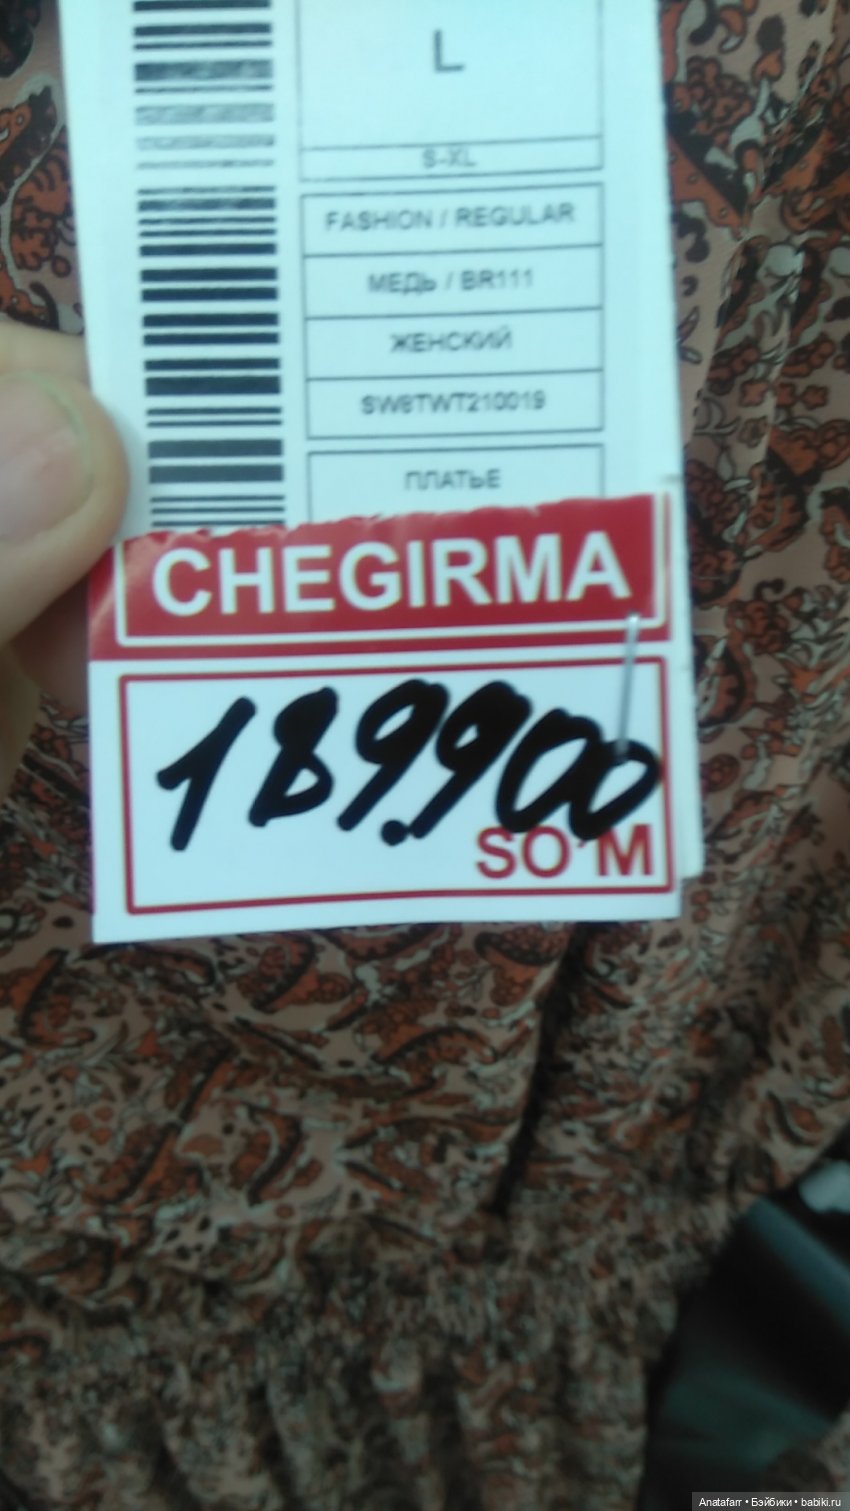 L
S-XL
FASHION / REGULAR
МЕДЬ / BR111
ЖЕНСКИЙ
SW8TWT210019
ПЛАТЬЕ
CHEGIRMA
189.900
SO'M
Anatafarr • Бэйбики • babiki.ru